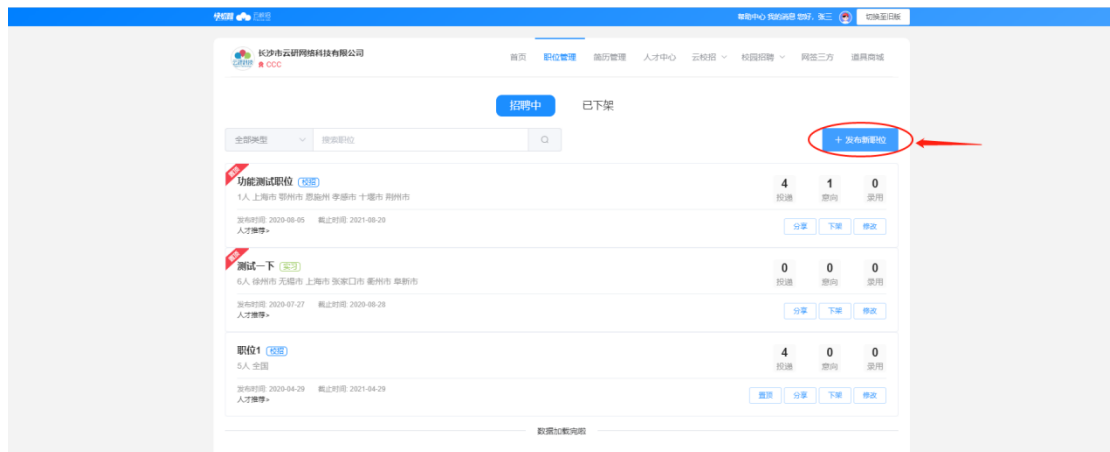 帮助中心 我的消息 您好, 张三 切换至旧版
长沙市云研网络科技有限公司
CCC
首页 职位管理 简历管理 人才中心 云校招 校园招聘 网签三方 道具商城
招聘中 已下架
全部类型 搜索职位 + 发布新职位
功能测试职位 校招 4 1 0
1人 上海市 鄂州市 恩施州 孝感市 十堰市 荆州市 投递 意向 录用
发布时间: 2020-08-05 截止时间: 2021-06-20
人才推荐» 分享 下架 修改
测试一下 实习 0 0 0
6人 徐州市 无锡市 上海市 张家口市 衢州市 阜新市 投递 意向 录用
发布时间: 2020-07-27 截止时间: 2020-08-28
人才推荐» 分享 下架 修改
职位1 校招 4 0 0
5人 全国 投递 意向 录用
发布时间: 2020-04-29 截止时间: 2021-04-29
人才推荐» 置顶 分享 下架 修改
数据加载完啦